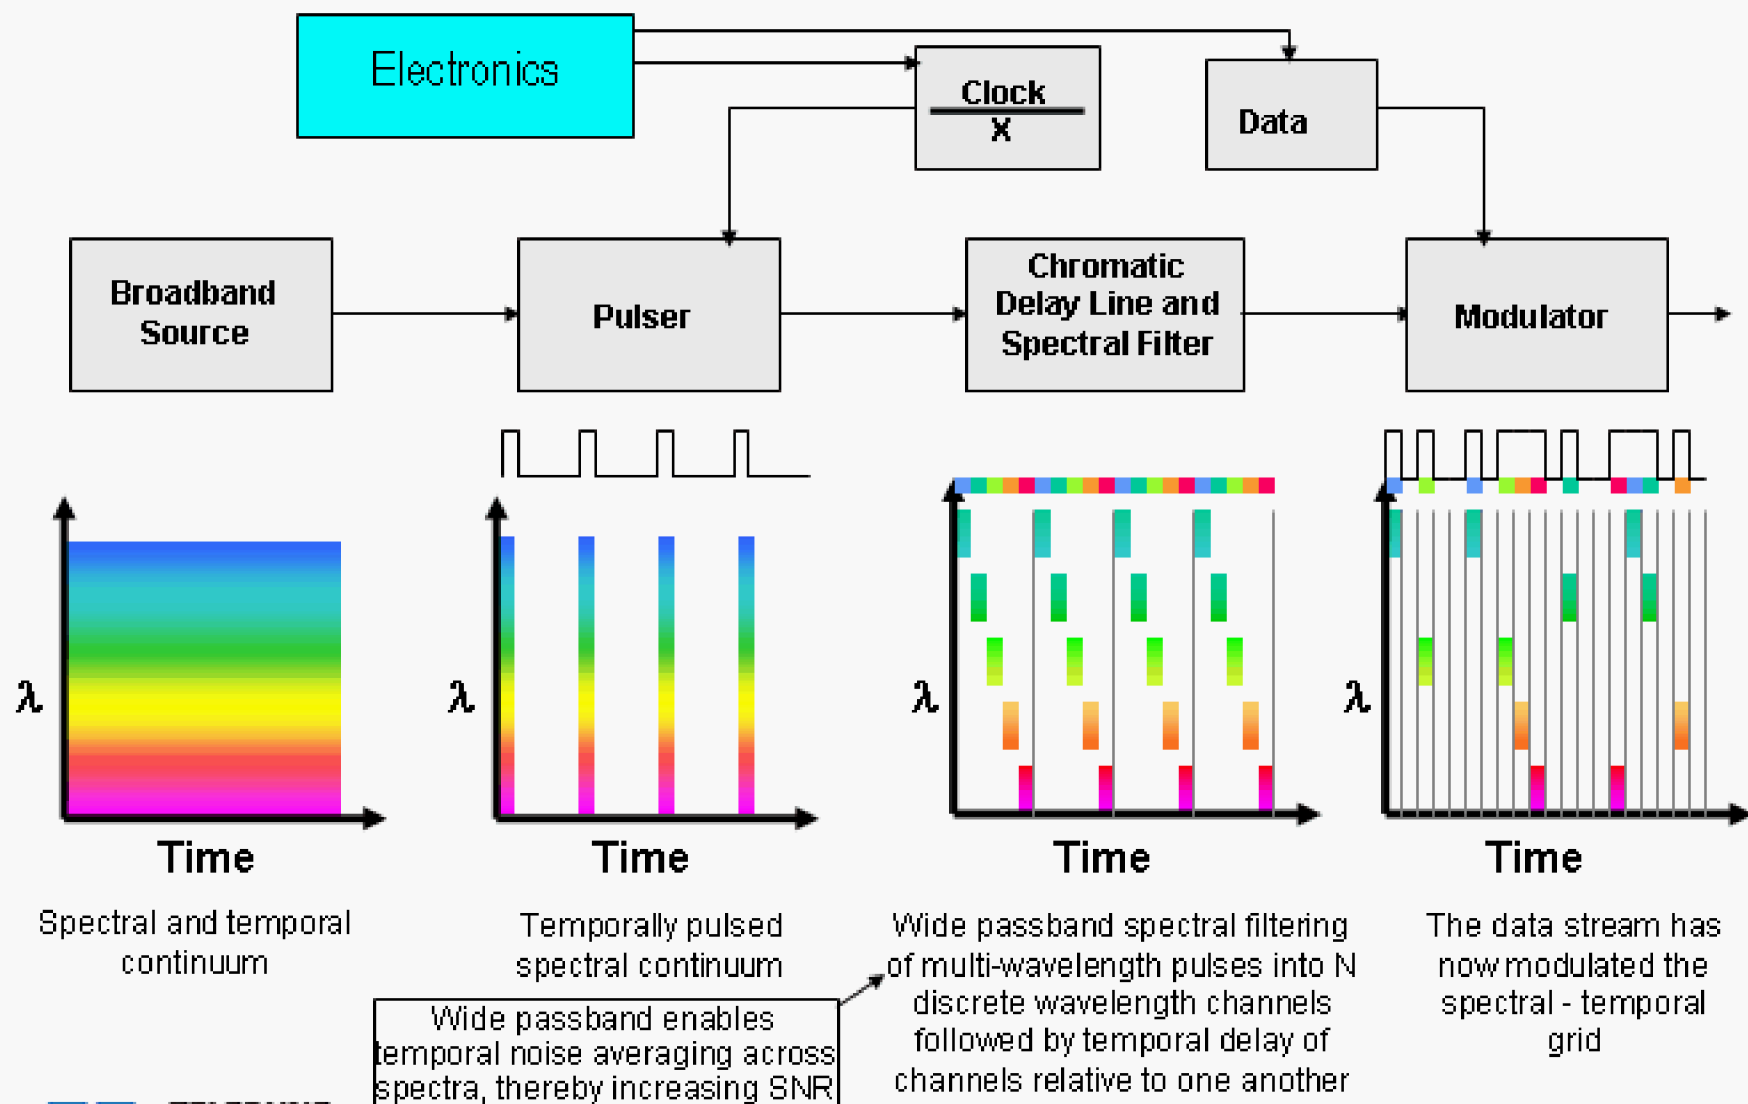 Electronics
Clock
X
Data
Broadband
Source
Pulser
Chromatic
Delay Line and
Spectral Filter
Modulator
λ
λ
λ
λ
Time
Time
Time
Time
Spectral and temporal
continuum
Temporally pulsed
spectral continuum
Wide passband enables
temporal noise averaging across
spectra, thereby increasing SNR
Wide passband spectral filtering
of multi-wavelength pulses into N
discrete wavelength channels
followed by temporal delay of
channels relative to one another
The data stream has
now modulated the
spectral - temporal
grid